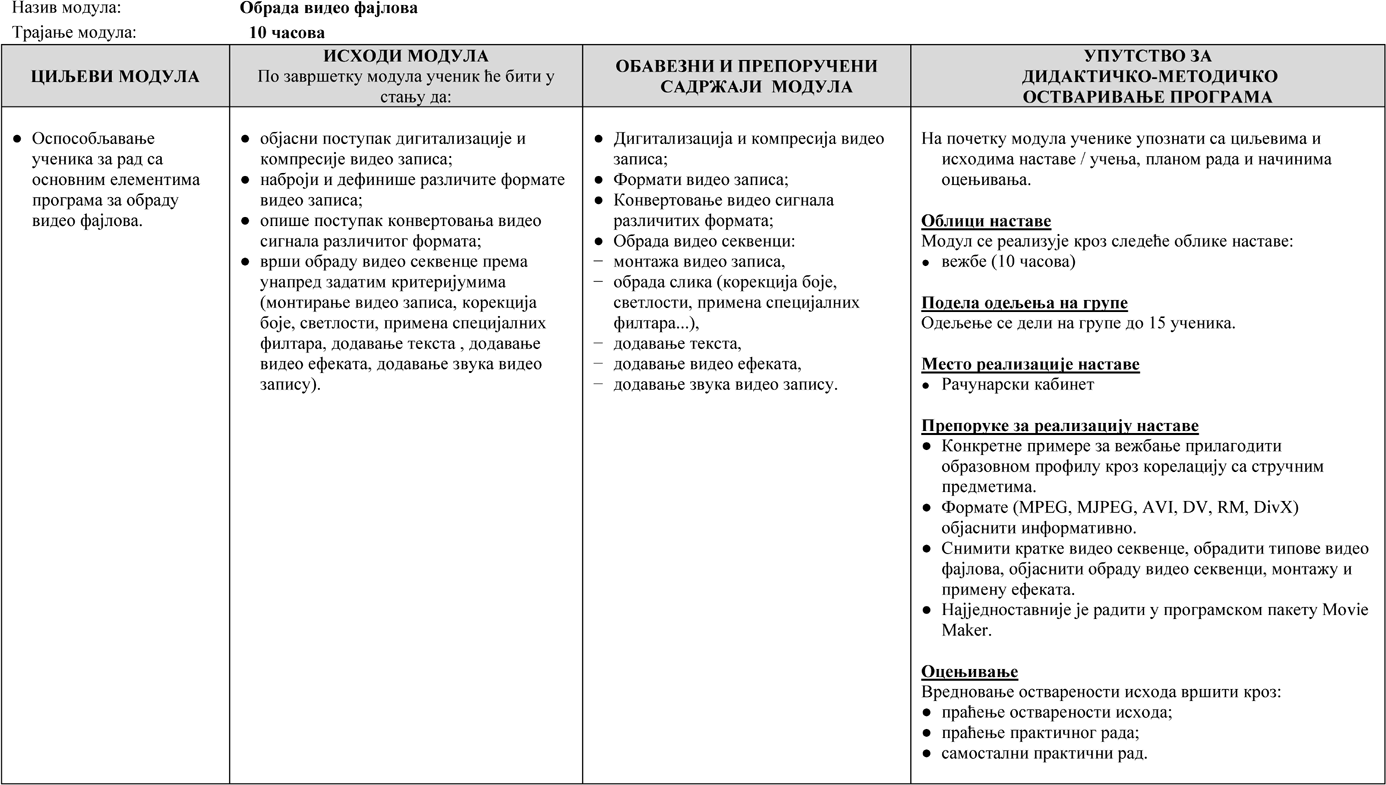 Назив модула: Обрада видео фајлова
Трајање модула: 10 часова
ЦИЉЕВИ МОДУЛА
ИСХОДИ МОДУЛА
По завршетку модула ученик ће бити у
стању да:
ОБАВЕЗНИ И ПРЕПОРУЧЕНИ
САДРЖАЈИ МОДУЛА
УПУТСТВО ЗА
ДИДАКТИЧКО-МЕТОДИЧКО
ОСТВАРИВАЊЕ ПРОГРАМА
● Оспособљавање
ученика за рад са
основним елементима
програма за обраду
видео фајлова.
● објасни поступак дигитализације и
компресије видео записа;
● наброји и дефинише различите формате
видео записа;
● опише поступак конвертовања видео
сигнала различитог формата;
● врши обраду видео секвенце према
унапред задатим критеријумима
(монтирање видео записа, корекција
боје, светлости, примена специјалних
филтара, додавање текста , додавање
видео ефеката, додавање звука видео
запису).
● Дигитализација и компресија видео
записа;
● Формати видео записа;
● Конвертовање видео сигнала
различитих формата;
● Обрада видео секвенци:
− монтажа видео записа,
− обрада слика (корекција боје,
светлости, примена специјалних
филтара...),
− додавање текста,
− додавање видео ефеката,
− додавање звука видео запису.
На почетку модула ученике упознати са циљевима и
исходима наставе / учења, планом рада и начинима
оцењивања.
Облици наставе
Модул се реализује кроз следеће облике наставе:
● вежбе (10 часова)
Подела одељења на групе
Одељење се дели на групе до 15 ученика.
Место реализације наставе
● Рачунарски кабинет
Препоруке за реализацију наставе
● Конкретне примере за вежбање прилагодити
образовном профилу кроз корелацију са стручним
предметима.
● Формате (MPEG, MJPEG, AVI, DV, RM, DivX)
објаснити информативно.
● Снимити кратке видео секвенце, обрадити типове видео
фајлова, објаснити обраду видео секвенци, монтажу и
примену ефеката.
● Најједноставније је радити у програмском пакету Movie
Maker.
Оцењивање
Вредновање остварености исхода вршити кроз:
● праћење остварености исхода;
● праћење практичног рада;
● самостални практични рад.